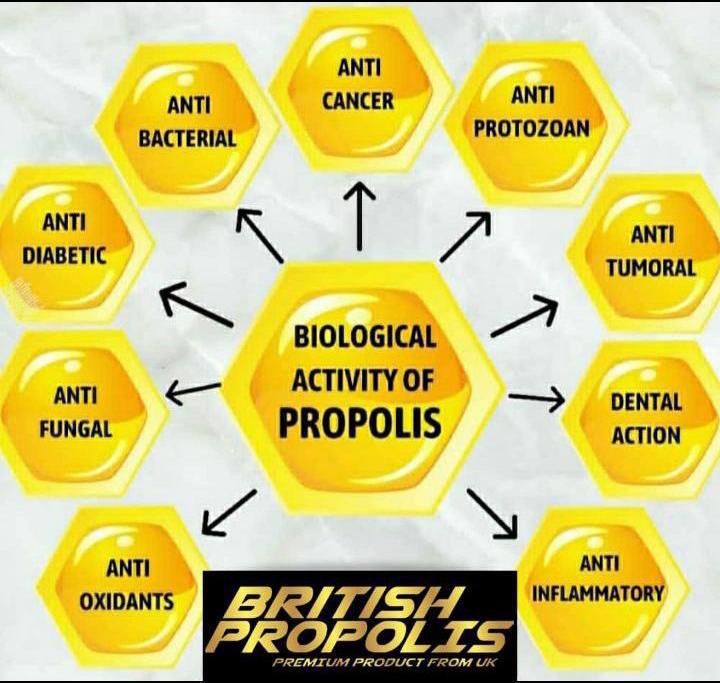 ANTI
CANCER
ANTI
BACTERIAL
ANTI
PROTOZOAN
ANTI
DIABETIC
ANTI
TUMORAL
BIOLOGICAL
ACTIVITY OF
PROPOLIS
ANTI
FUNGAL
DENTAL
ACTION
ANTI
OXIDANTS
ANTI
INFLAMMATORY
BRITISH
PROPOLIS
PREMIUM PRODUCT FROM UK